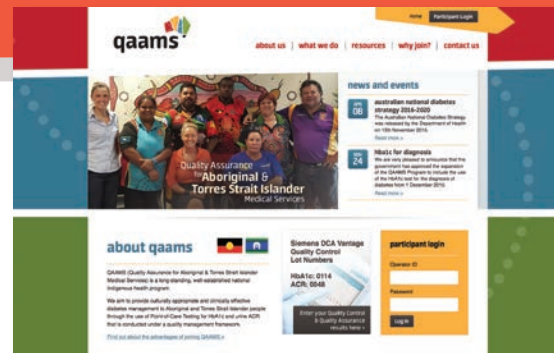 Home Participant Login
qaams
about us | what we do | resources | why join? | contact us
news and events
APR
08
australian national diabetes
strategy 2016-2020
The Australian National Diabetes Strategy
was released by the Department of Health
on 13th November 2015.
Read more »
24
HbA1c for diagnosis
We are very pleased to announce that the
government has approved the expansion
of the QAAMS Program to include the use
of the HbA1c test for the diagnosis of
diabetes from 1 December 2015.
Read more »
Quality Assurance
for Aboriginal &
Torres Strait Islander
Medical Services
about qaams
QAAMS (Quality Assurance for Aboriginal & Torres Strait Islander
Medical Services) is a long-standing, well-established national
Indigenous health program.
We aim to provide culturally appropriate and clinically effective
diabetes management to Aboriginal and Torres Strait Islander people
through the use of Point-of-Care Testing for HbA1c and urine ACR
that is conducted under a quality management framework.
Find out about the advantages of joining QAAMS »
Siemens DCA Vantage
Quality Control
Lot Numbers
HbA1c: 0114
ACR: 0048
Enter your Quality Control
& Quality Assurance
results here »
participant login
Operator ID
Password
Log in